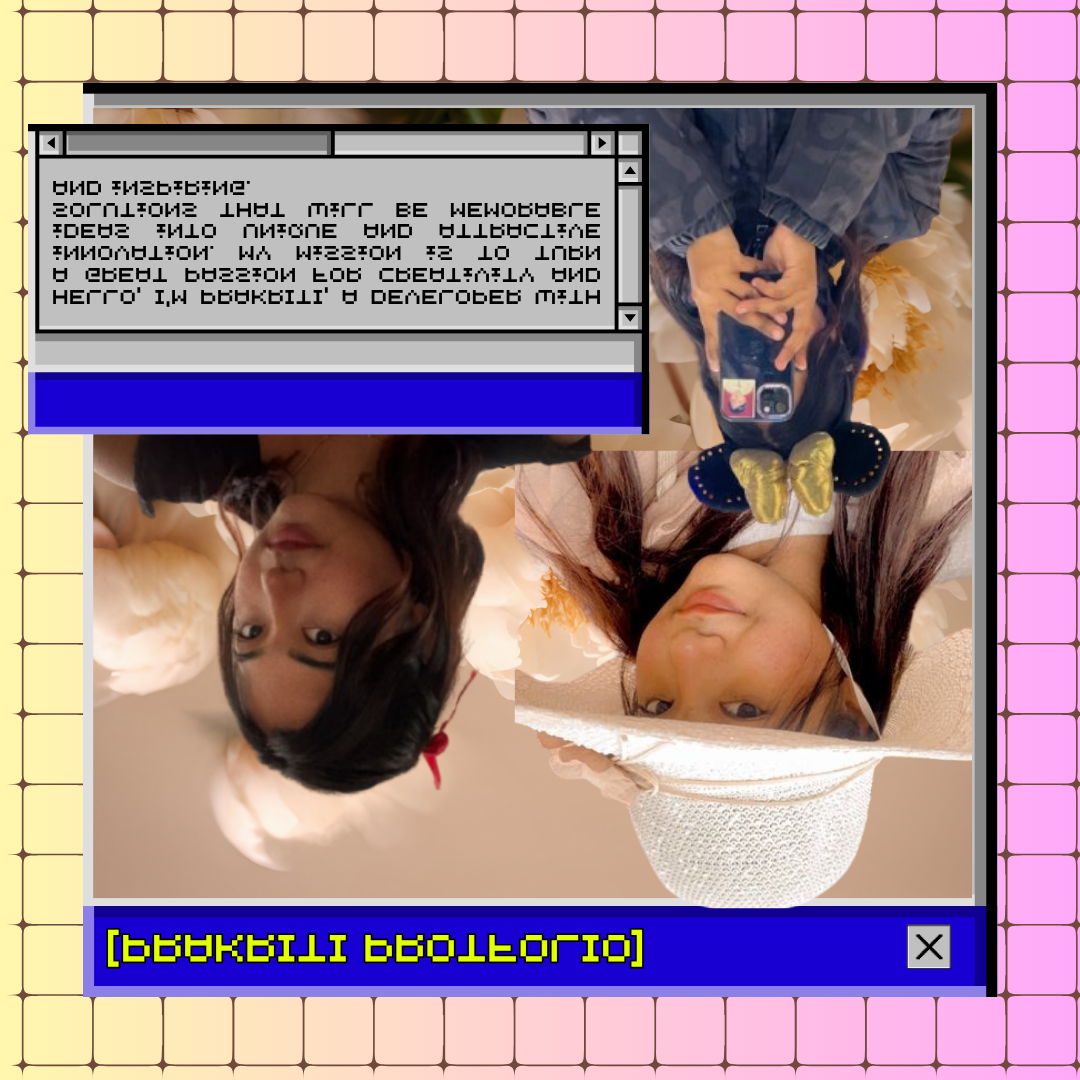 [PRAKRITI PROTFOLIO]
HELLO, I'M PRAKRITI, A DEVELOPER WITH
A GREAT PASSION FOR CREATIVITY AND
INNOVATION. MY MISSION IS TO TURN
IDEAS INTO UNIQUE AND ATTRACTIVE
SOLUTIONS THAT WILL BE MEMORABLE
AND INSPIRING.